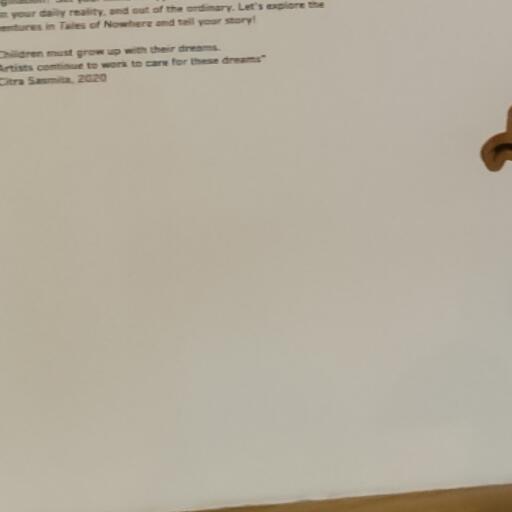 your daily reality, and out of the ordinary. Let's explore the
entures in Tales of Nowhere and tell your story!
Children must grow up with their dreams.
Artists continue to work to care for these dreams"
Citra Sasmita, 2020